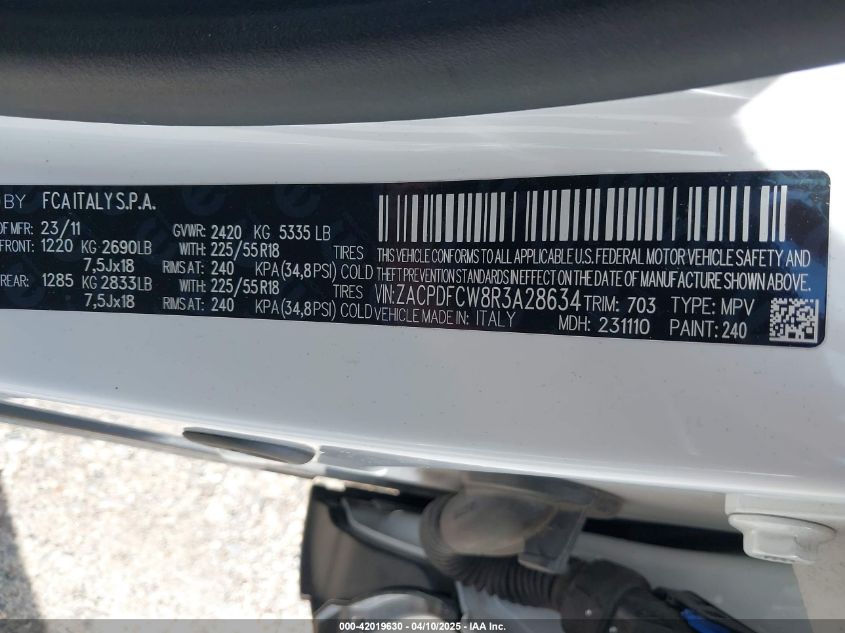 D BY FCA ITALY S.P.A.
OF MFR: 23/11 GVWR: 2420 KG 5335 LB
FRONT: 1220 KG 2690LB WITH: 225/55R18 TIRES
7,5Jx18 RIMS AT: 240 KPA (34,8PSI) COLD
REAR: 1285 KG 2833LB WITH: 225/55R18 TIRES
7,5Jx18 RIMS AT: 240 KPA (34,8PSI) COLD
THIS VEHICLE CONFORMS TO ALL APPLICABLE U.S. FEDERAL MOTOR VEHICLE SAFETY AND
THEFT PREVENTION STANDARDS IN EFFECT ON THE DATE OF MANUFACTURE SHOWN ABOVE.
VIN: ZACPDFCW8R3A28634 TRIM: 703 TYPE: MPV
VEHICLE MADE IN: ITALY MDH: 231110 PAINT: 240
000-42019630 - 04/10/2025 - IAA Inc.